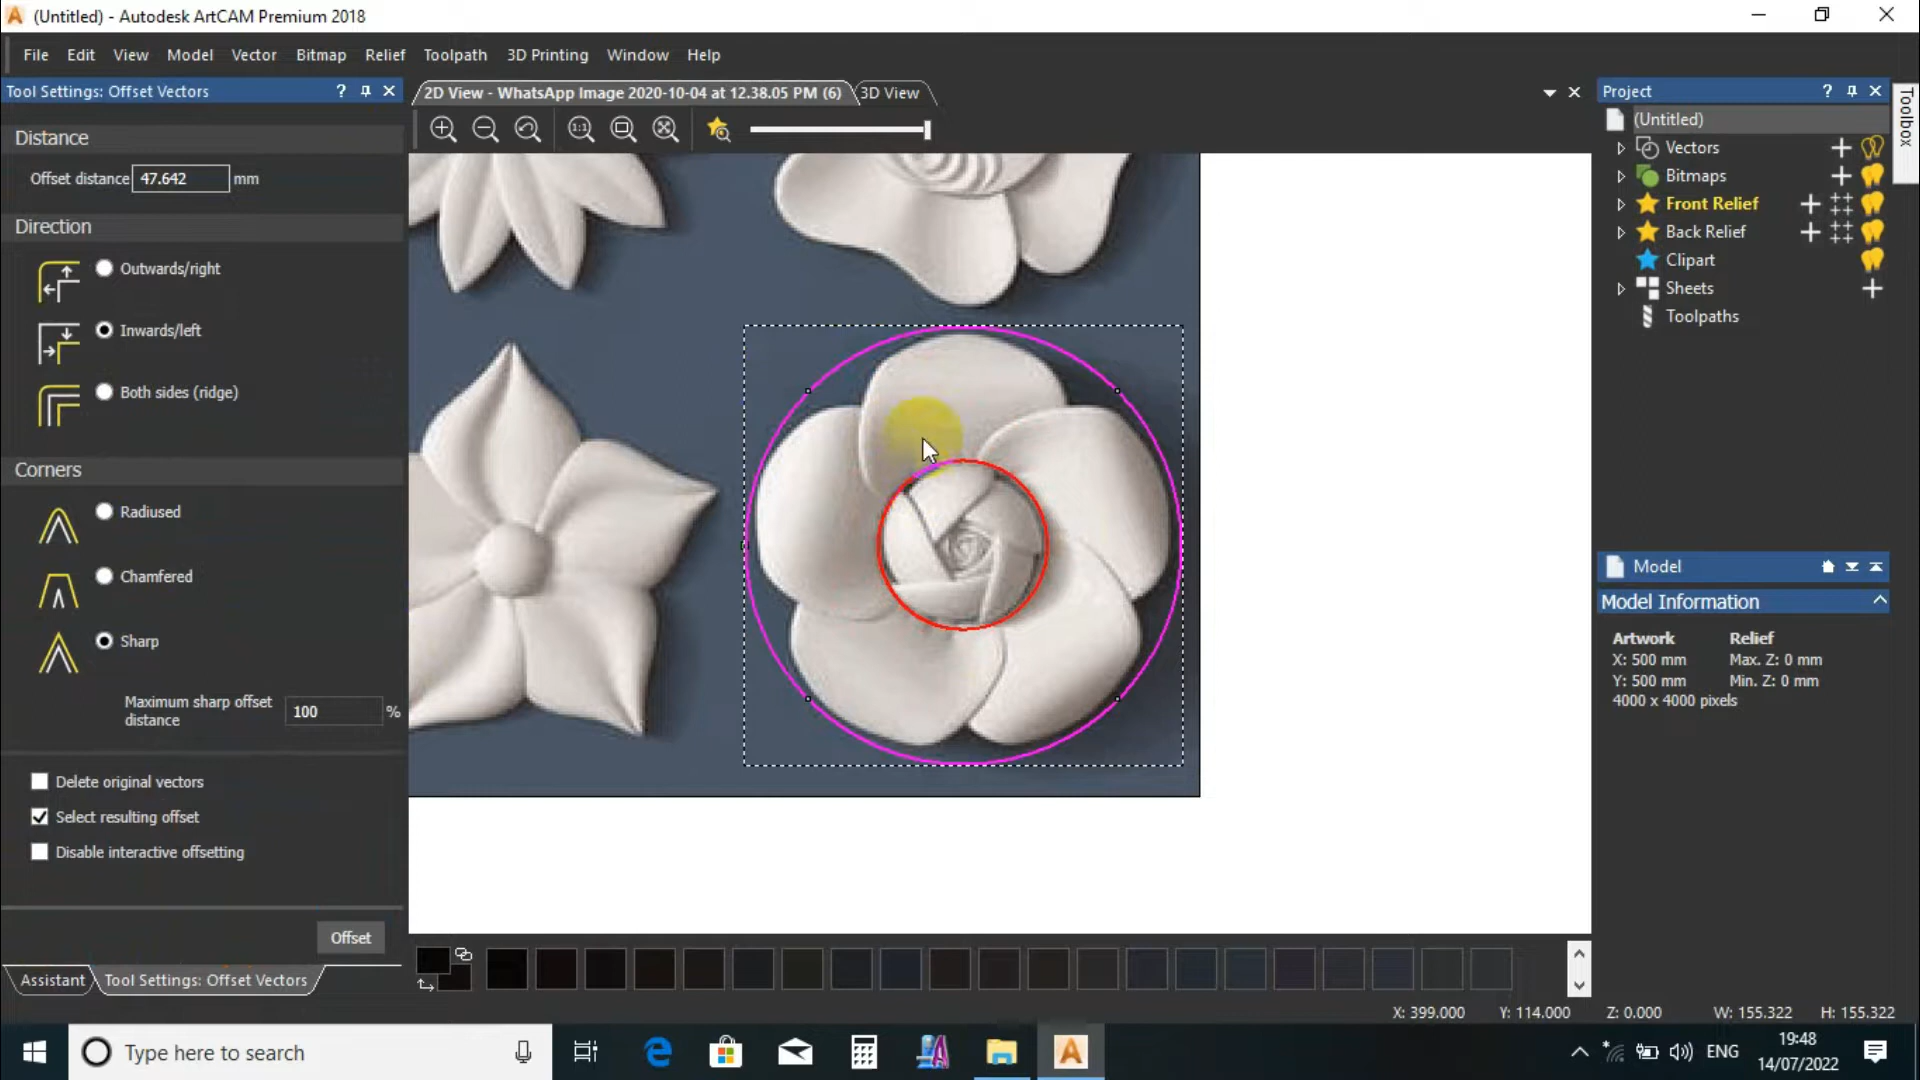 (Untitled) - Autodesk ArtCAM Premium 2018
File Edit View Model Vector Bitmap Relief Toolpath 3D Printing Window Help
Tool Settings: Offset Vectors
Distance
Offset distance 47.642 mm
Direction
Outwards/right
Inwards/left
Both sides (ridge)
Corners
Radiused
Chamfered
Sharp
Maximum sharp offset
distance
100 %
Delete original vectors
Select resulting offset
Disable interactive offsetting
Offset
Assistant Tool Settings: Offset Vectors
2D View - WhatsApp Image 2020-10-04 at 12.38.05 PM (6) 3D View
1:1
Project
(Untitled)
Vectors
Bitmaps
Front Relief
Back Relief
Clipart
Sheets
Toolpaths
Toolbox
Model
Model Information
Artwork Relief
X: 500 mm Max. Z: 0 mm
Y: 500 mm Min. Z: 0 mm
4000 x 4000 pixels
X: 399.000 Y: 114.000 Z: 0.000 W: 155.322 H: 155.322
Type here to search
ENG
19:48
14/07/2022